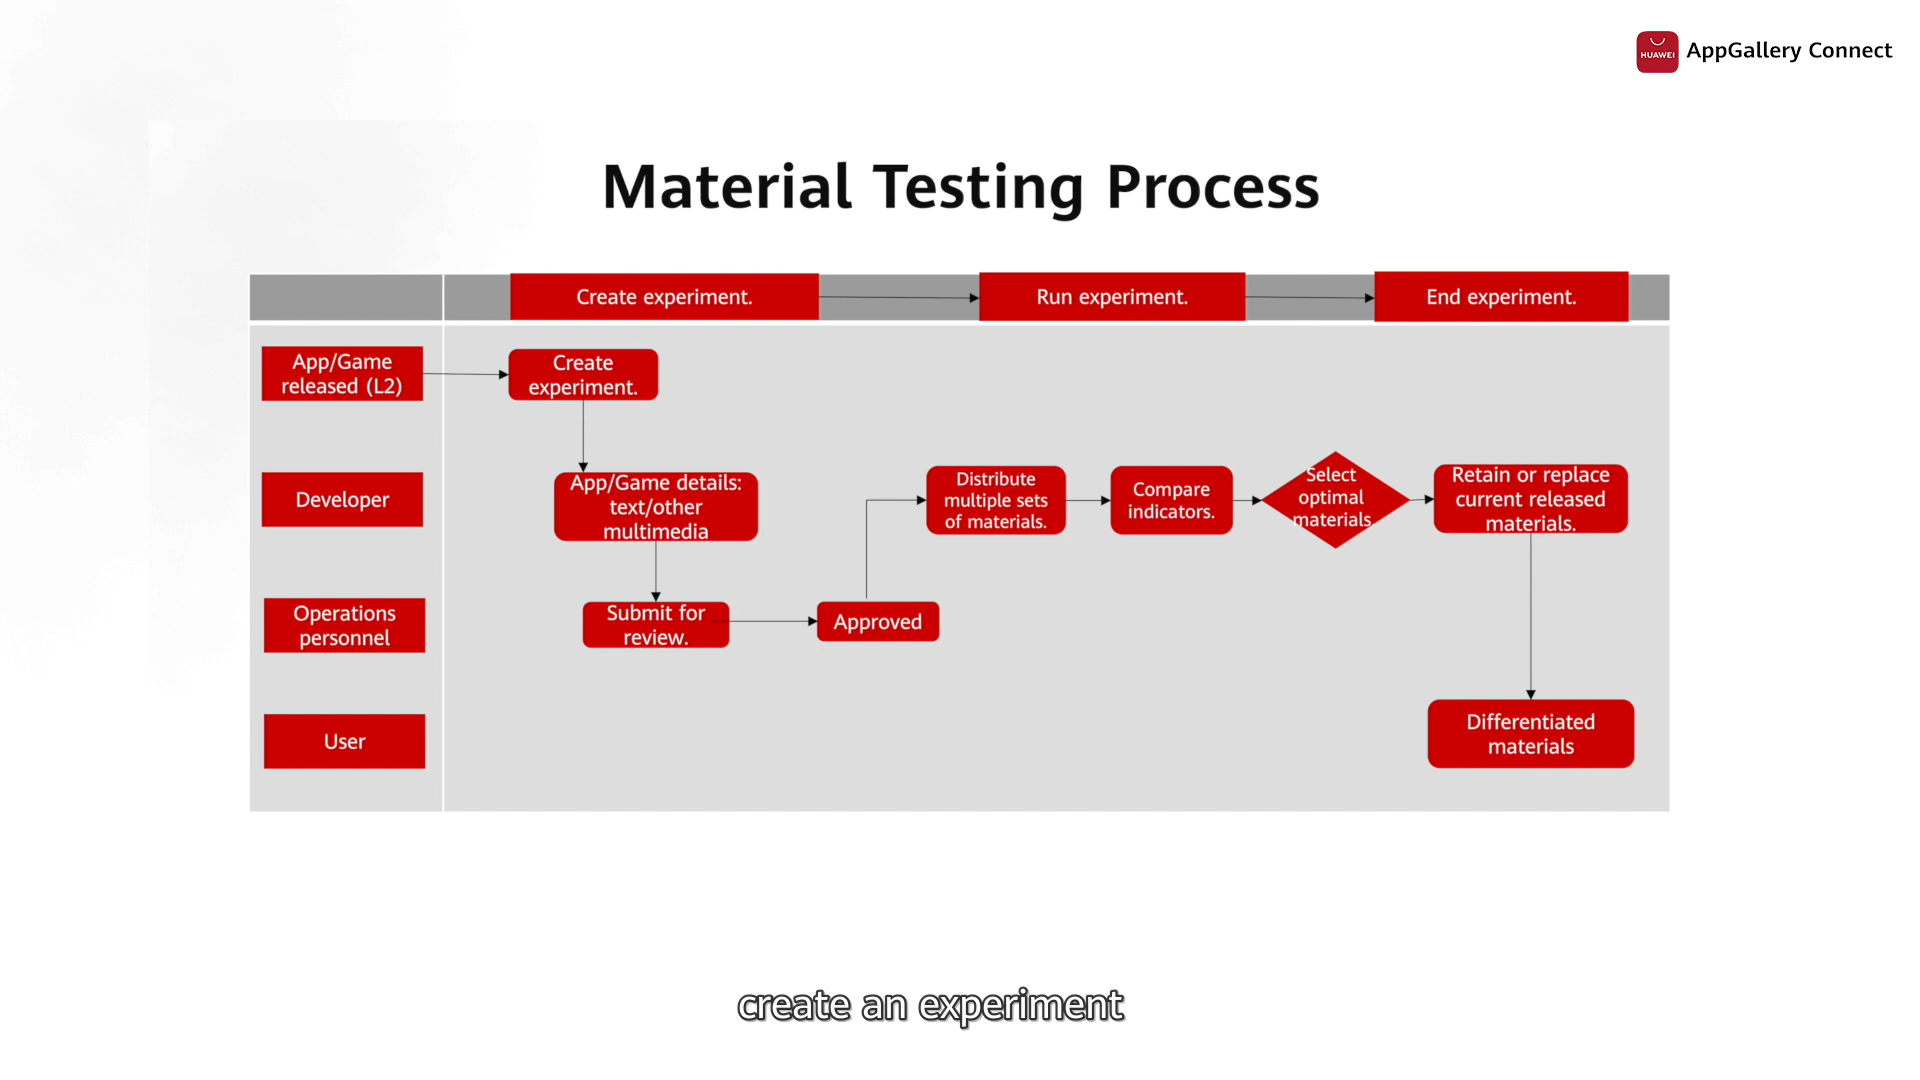 HUAWEI
AppGallery Connect
Material Testing Process
Create experiment.
Run experiment.
End experiment.
App/Game
released (L2)
Create
experiment.
Developer
App/Game details:
text/other
multimedia
Distribute
multiple sets
of materials.
Compare
indicators.
Select
optimal
materials.
Retain or replace
current released
materials.
Operations
personnel
Submit for
review.
Approved
User
Differentiated
materials
create an experiment